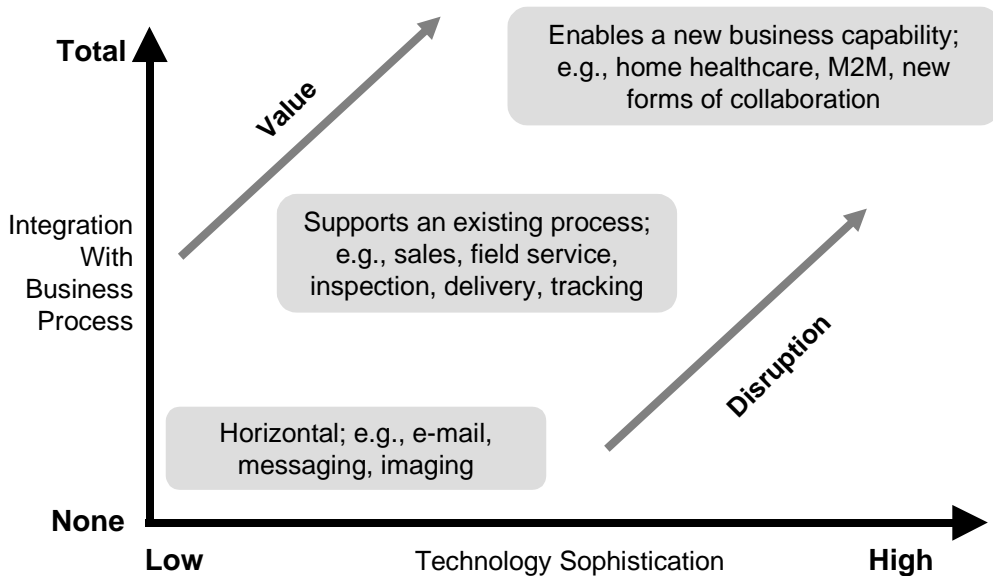 Total
Value
Enables a new business capability;
e.g., home healthcare, M2M, new
forms of collaboration
Integration
With
Business
Process
Supports an existing process;
e.g., sales, field service,
inspection, delivery, tracking
Disruption
Horizontal; e.g., e-mail,
messaging, imaging
None
Low
Technology Sophistication
High